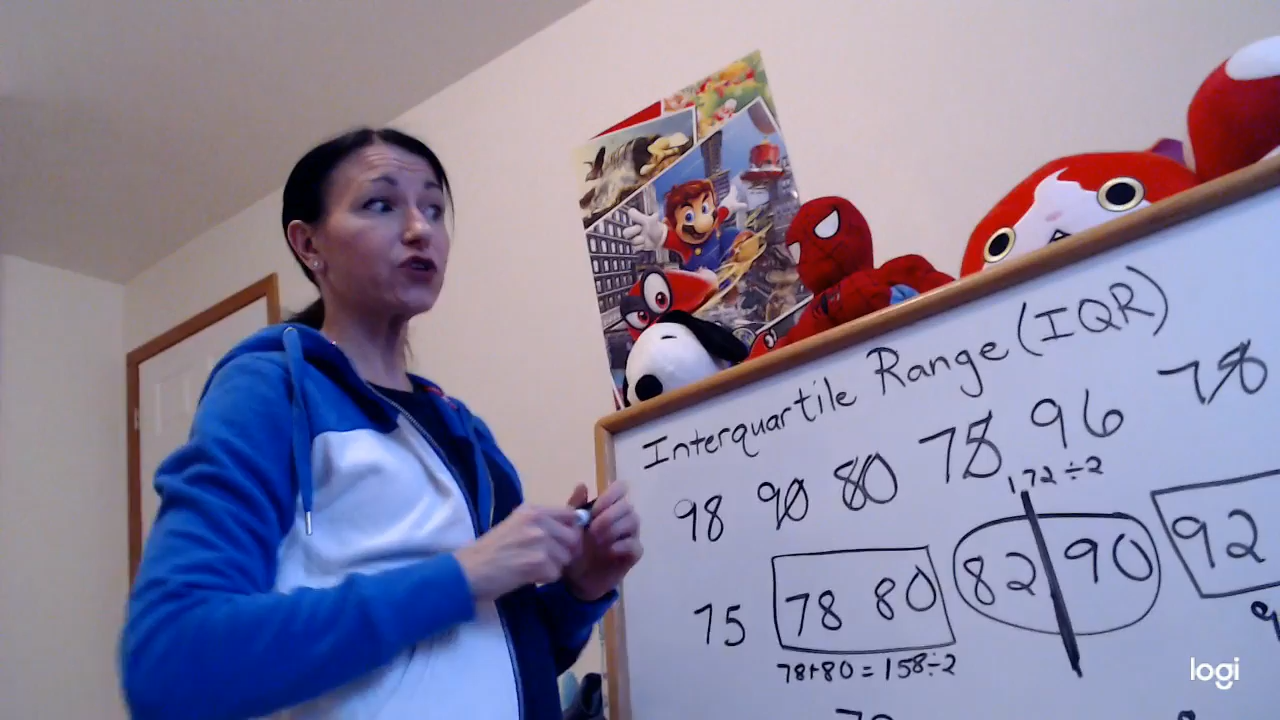 Interquartile Range (IQR)
98 90 80 78 96 78
172÷2
75 78 80 82 90 92
78+80=158÷2
logi